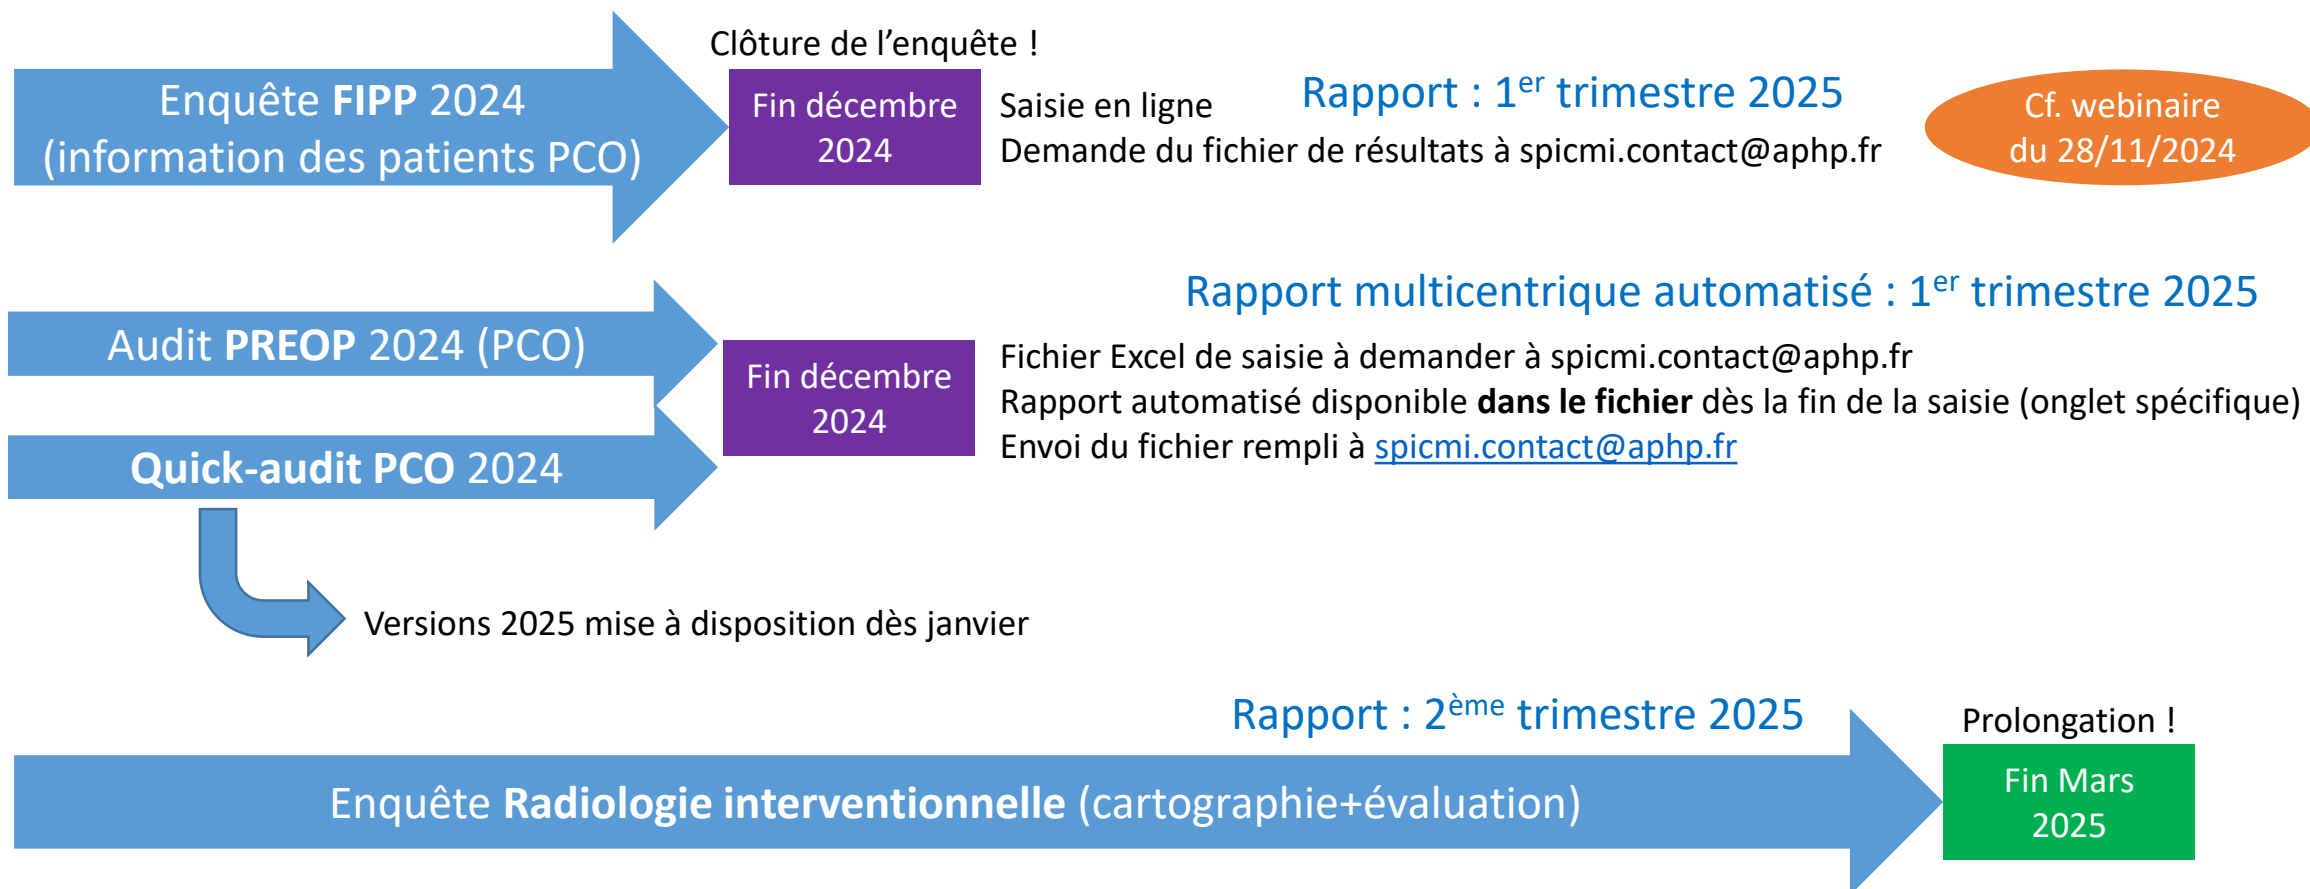 Clôture de l’enquête !
Enquête FIPP 2024
(information des patients PCO)
Fin décembre
2024
Saisie en ligne
Rapport : 1er trimestre 2025
Demande du fichier de résultats à spicmi.contact@aphp.fr
Cf. webinaire
du 28/11/2024
Rapport multicentrique automatisé : 1er trimestre 2025
Audit PREOP 2024 (PCO)
Quick-audit PCO 2024
Fin décembre
2024
Fichier Excel de saisie à demander à spicmi.contact@aphp.fr
Rapport automatisé disponible dans le fichier dès la fin de la saisie (onglet spécifique)
Envoi du fichier rempli à spicmi.contact@aphp.fr
Versions 2025 mise à disposition dès janvier
Rapport : 2ème trimestre 2025
Prolongation !
Enquête Radiologie interventionnelle (cartographie+évaluation)
Fin Mars
2025